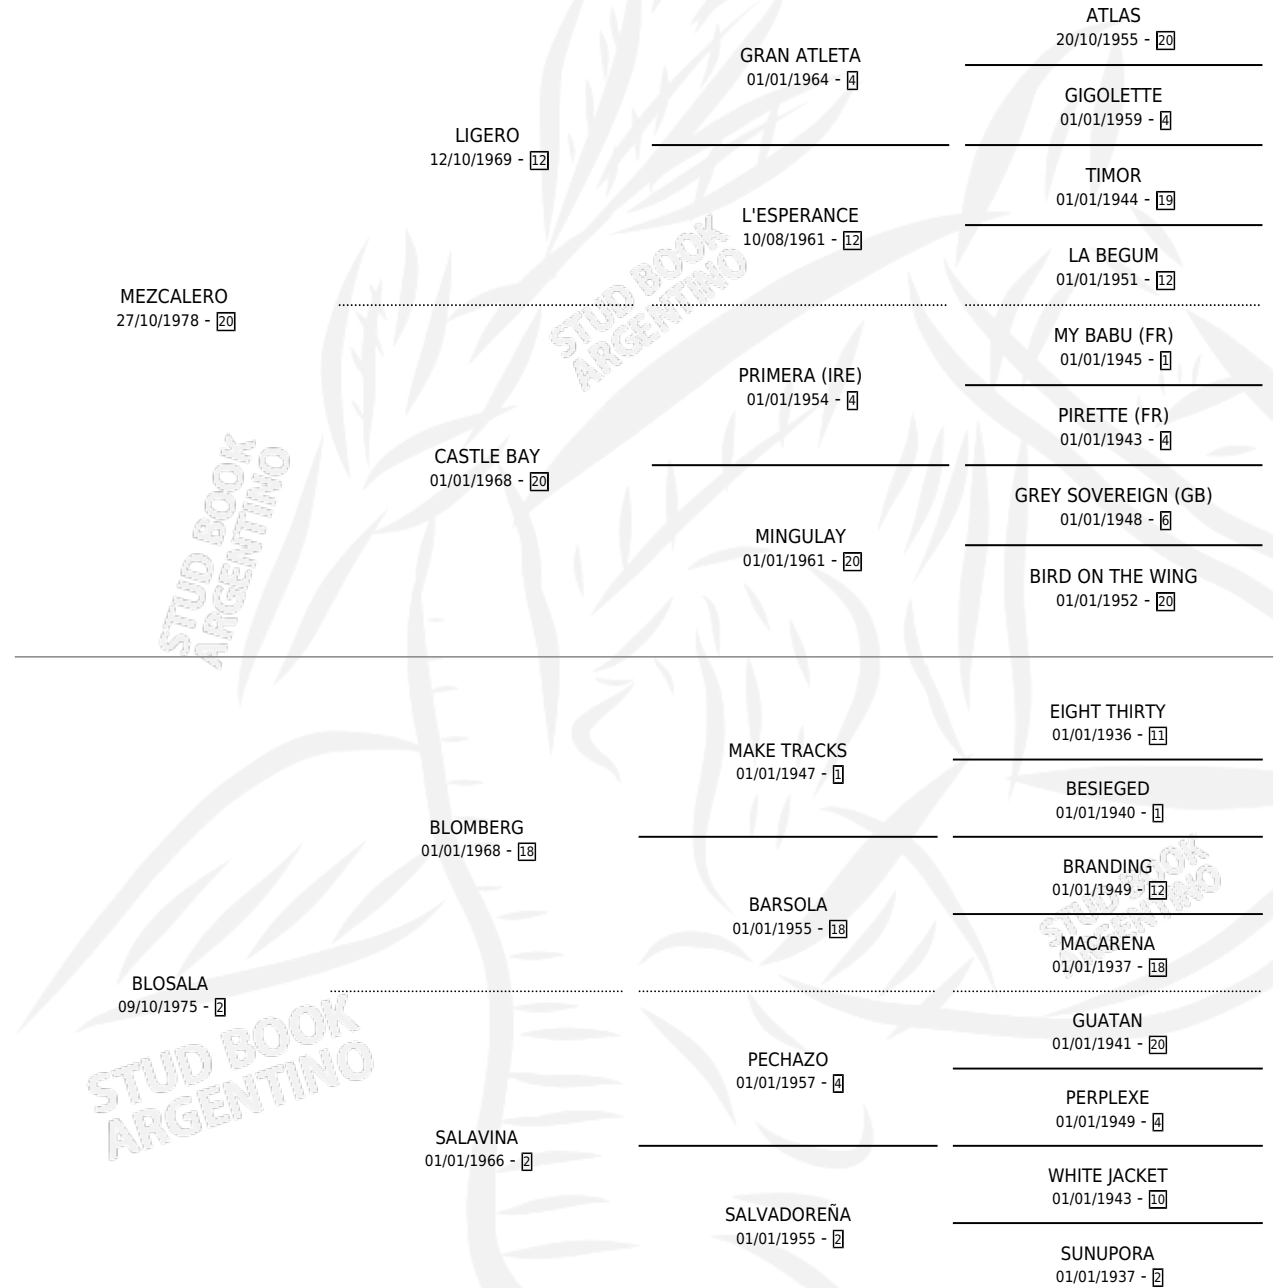 ATLAS
20/10/1955 - 20
GRAN ATLETA
01/01/1964 - 4
GIGOLETTE
01/01/1959 - 4
LIGERO
12/10/1969 - 12
TIMOR
01/01/1944 - 19
L'ESPERANCE
10/08/1961 - 12
LA BEGUM
01/01/1951 - 12
MEZCALERO
27/10/1978 - 20
MY BABU (FR)
01/01/1945 - 1
PRIMERA (IRE)
01/01/1954 - 4
PIRETTE (FR)
01/01/1943 - 4
CASTLE BAY
01/01/1968 - 20
GREY SOVEREIGN (GB)
01/01/1948 - 6
MINGULAY
01/01/1961 - 20
BIRD ON THE WING
01/01/1952 - 20
EIGHT THIRTY
01/01/1936 - 11
MAKE TRACKS
01/01/1947 - 1
BESIEGED
01/01/1940 - 1
BLOMBERG
01/01/1968 - 18
BRANDING
01/01/1949 - 12
BARSOLA
01/01/1955 - 18
MACARENA
01/01/1937 - 18
BLOSALA
09/10/1975 - 2
GUATAN
01/01/1941 - 20
PECHAZO
01/01/1957 - 4
PERPLEXE
01/01/1949 - 4
SALAVINA
01/01/1966 - 2
WHITE JACKET
01/01/1943 - 10
SALVADOREÑA
01/01/1955 - 2
SUNUPORA
01/01/1937 - 2
STUD BOOK
ARGENTINO
STUD BOOK
ARGENTINO
STUD BOOK
ARGENTINO
STUD BOOK
ARGENTINO